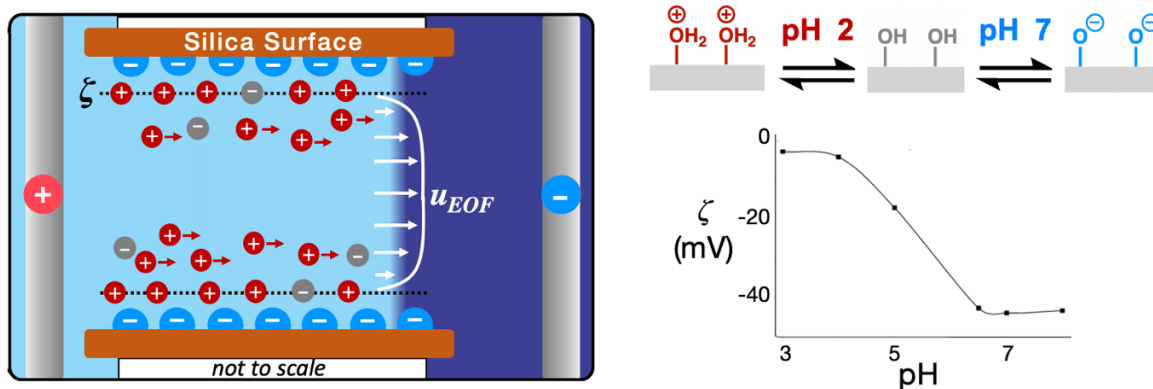 Silica Surface
ζ
− − − − − − −
+ + + − + +
+ − + + +
+ −
u_EOF
− + + + + −
+ + + + − +
− − − − − − −
not to scale
⊕ ⊕
OH₂ OH₂ pH 2 OH OH pH 7 O⊖ O⊖
0
-20
-40
ζ
(mV)
3 5 7
pH